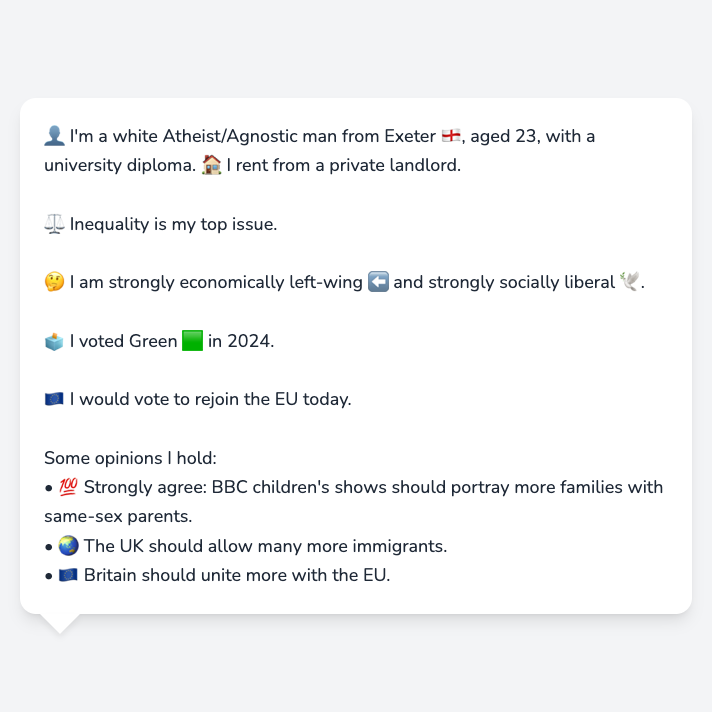 👤 I'm a white Atheist/Agnostic man from Exeter 🏴󠁧󠁢󠁥󠁮󠁧󠁿, aged 23, with a
university diploma. 🏠 I rent from a private landlord.
⚖️ Inequality is my top issue.
🤔 I am strongly economically left-wing ⬅️ and strongly socially liberal 🕊️.
🗳️ I voted Green 🟩 in 2024.
🇪🇺 I would vote to rejoin the EU today.
Some opinions I hold:
• 💯 Strongly agree: BBC children's shows should portray more families with
same-sex parents.
• 🌏 The UK should allow many more immigrants.
• 🇪🇺 Britain should unite more with the EU.